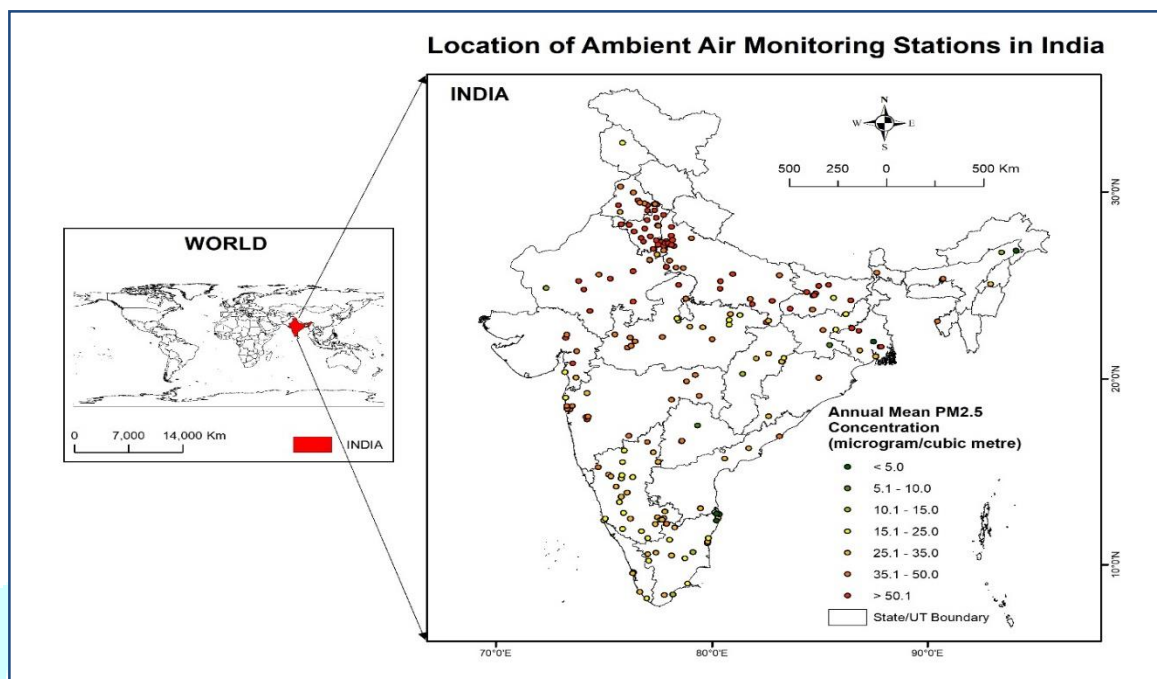 Location of Ambient Air Monitoring Stations in India
INDIA
N
W E
S
500 250 0 500 Km
30°0'N
20°0'N
10°0'N
WORLD
0 7,000 14,000 Km
INDIA
Annual Mean PM2.5
Concentration
(microgram/cubic metre)
< 5.0
5.1 - 10.0
10.1 - 15.0
15.1 - 25.0
25.1 - 35.0
35.1 - 50.0
> 50.1
State/UT Boundary
70°0'E 80°0'E 90°0'E